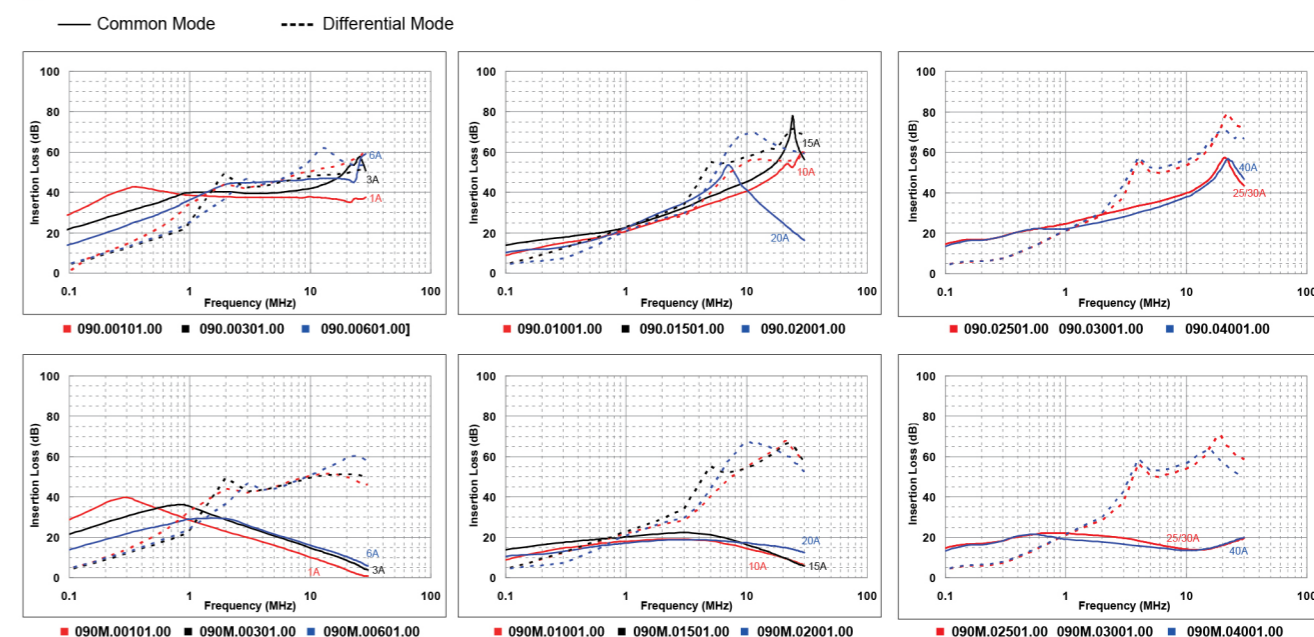 Common Mode Differential Mode
100 100 100
80 80 80
60 60 60
40 40 40
20 20 20
0 0 0
Insertion Loss (dB) Insertion Loss (dB) Insertion Loss (dB)
6A 3A 1A
15A 10A 20A
40A 25/30A
0.1 1 10 100 0.1 1 10 100 0.1 1 10 100
Frequency (MHz) Frequency (MHz) Frequency (MHz)
090.00101.00 090.00301.00 090.00601.00] 090.01001.00 090.01501.00 090.02001.00 090.02501.00 090.03001.00 090.04001.00
100 100 100
80 80 80
60 60 60
40 40 40
20 20 20
0 0 0
Insertion Loss (dB) Insertion Loss (dB) Insertion Loss (dB)
6A 3A 1A
20A 10A 15A
25/30A 40A
0.1 1 10 100 0.1 1 10 100 0.1 1 10 100
Frequency (MHz) Frequency (MHz) Frequency (MHz)
090M.00101.00 090M.00301.00 090M.00601.00 090M.01001.00 090M.01501.00 090M.02001.00 090M.02501.00 090M.03001.00 090M.04001.00